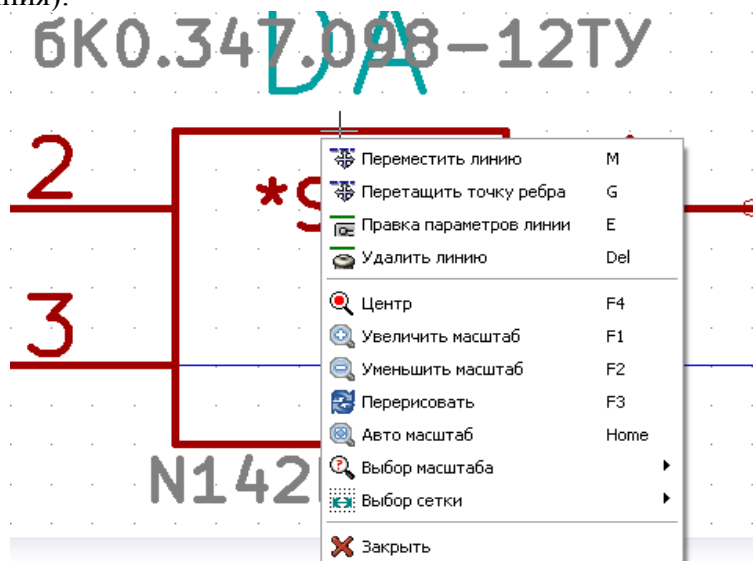 бК0.347.098-12ТУ
DA
2
*S
3
N142
Переместить линию M
Перетащить точку ребра G
Правка параметров линии E
Удалить линию Del
Центр F4
Увеличить масштаб F1
Уменьшить масштаб F2
Перерисовать F3
Авто масштаб Home
Выбор масштаба
Выбор сетки
Закрыть